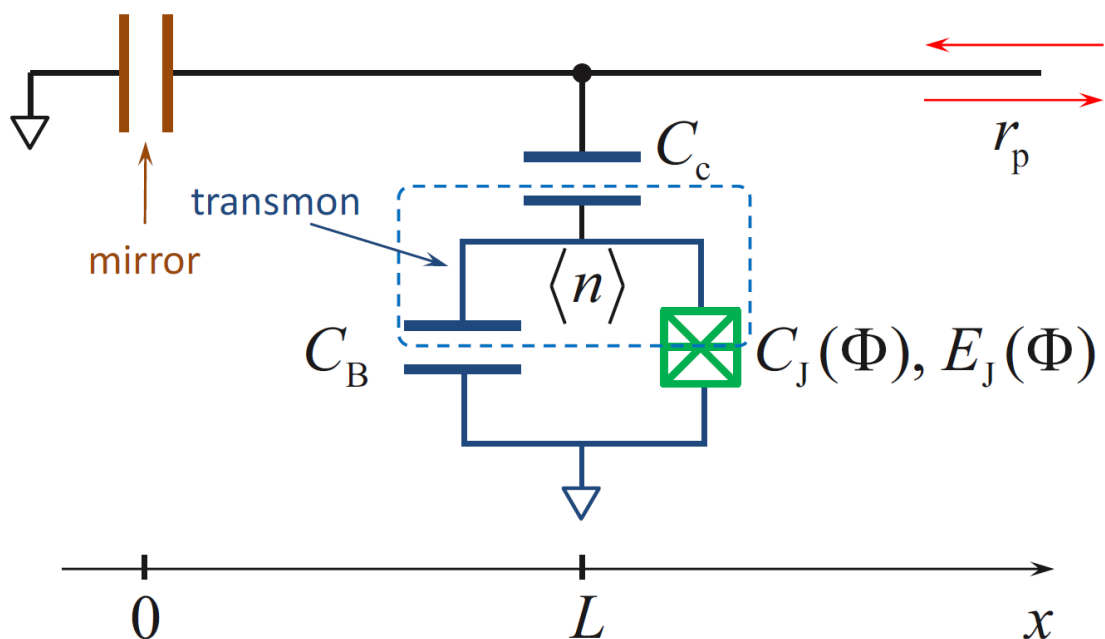 C_c
r_p
transmon
mirror
⟨n⟩
C_B
C_J(Φ), E_J(Φ)
0
L
x